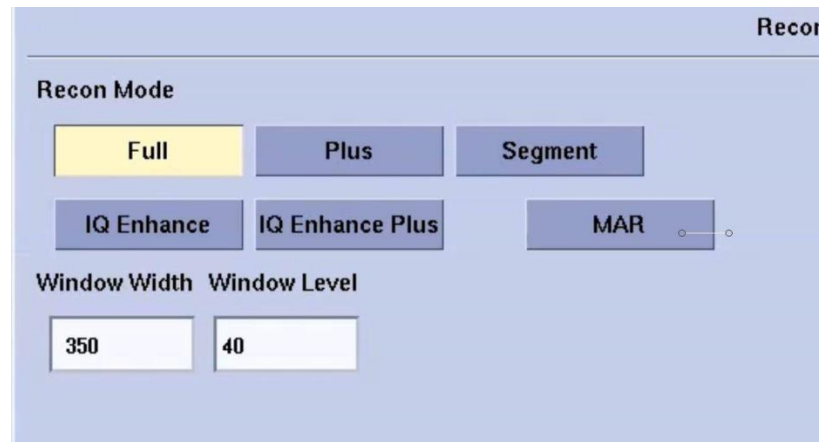 Recon Mode
Full Plus Segment
IQ Enhance IQ Enhance Plus MAR
Window Width Window Level
350 40